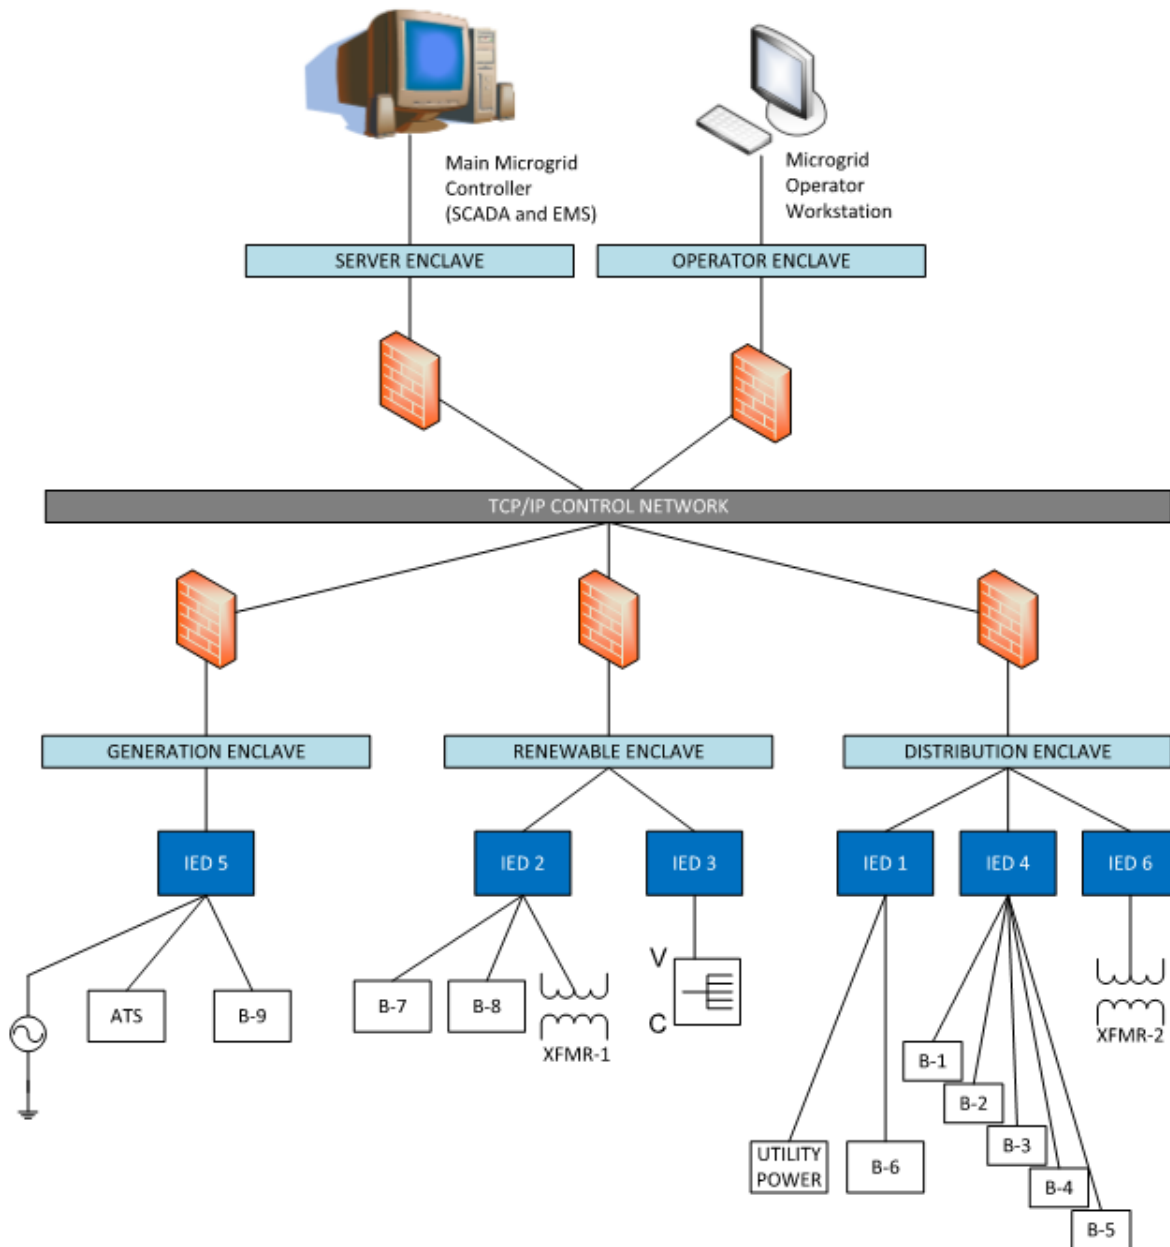 Main Microgrid
Controller
(SCADA and EMS)
Microgrid
Operator
Workstation
SERVER ENCLAVE
OPERATOR ENCLAVE
TCP/IP CONTROL NETWORK
GENERATION ENCLAVE
RENEWABLE ENCLAVE
DISTRIBUTION ENCLAVE
IED 5
IED 2
IED 3
IED 1
IED 4
IED 6
ATS
B-9
B-7
B-8
XFMR-1
V
C
XFMR-2
B-1
B-2
B-3
B-4
B-5
UTILITY
POWER
B-6